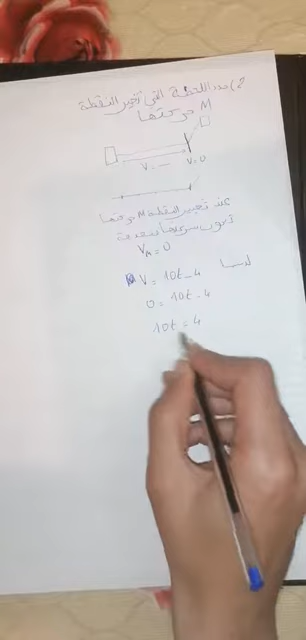 2) حدد اللحظة التي تغير النقطة
M حركتها
V = — V=0
عند تغيير النقطة M حركتها
تكون سرعتها منعدمة
V_M = 0
لدينا V = 10t - 4
0 = 10t - 4
10t = 4